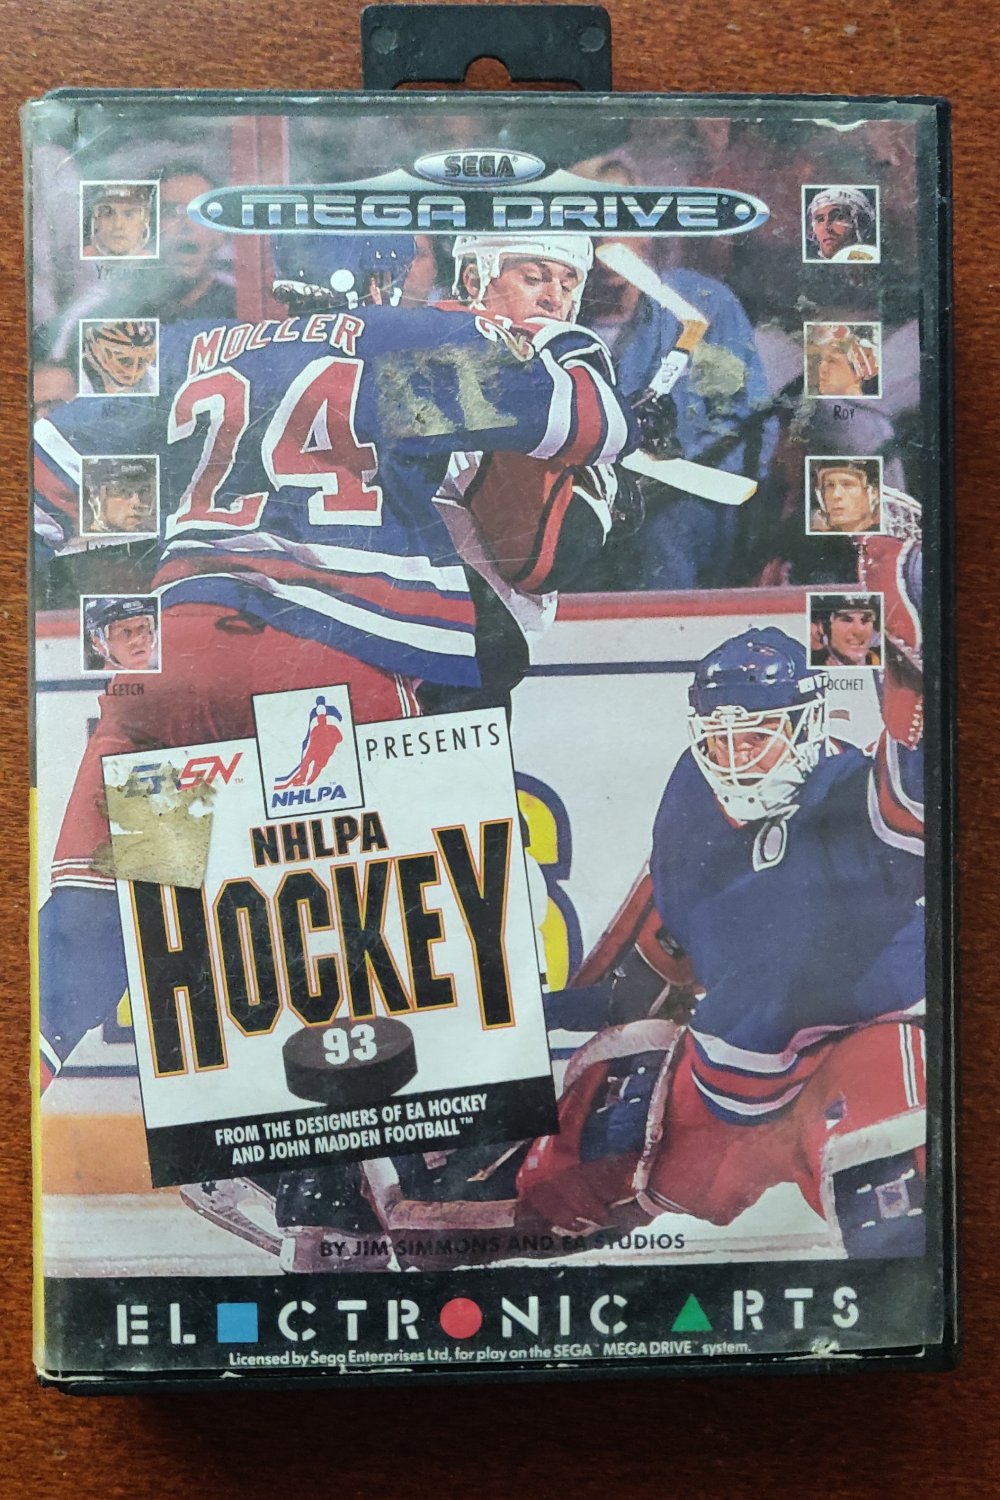 SEGA
MEGA DRIVE
MOLLER
24
ROY
LEETCH
TOCCHET
EASN™
NHLPA
PRESENTS
NHLPA
HOCKEY
93
FROM THE DESIGNERS OF EA HOCKEY
AND JOHN MADDEN FOOTBALL™
BY JIM SIMMONS AND EA STUDIOS
ELECTRONIC ARTS
Licensed by Sega Enterprises Ltd, for play on the SEGA™ MEGA DRIVE™ system.